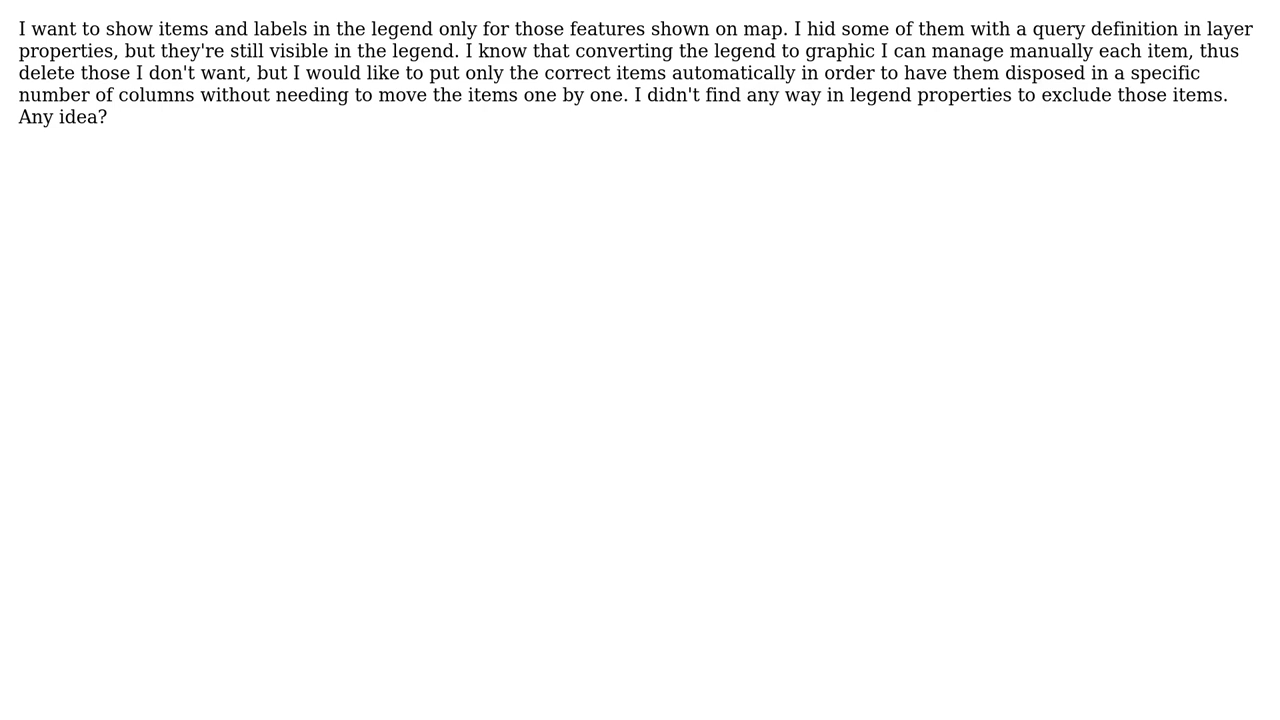 I want to show items and labels in the legend only for those features shown on map. I hid some of them with a query definition in layer
properties, but they're still visible in the legend. I know that converting the legend to graphic I can manage manually each item, thus
delete those I don't want, but I would like to put only the correct items automatically in order to have them disposed in a specific
number of columns without needing to move the items one by one. I didn't find any way in legend properties to exclude those items.
Any idea?